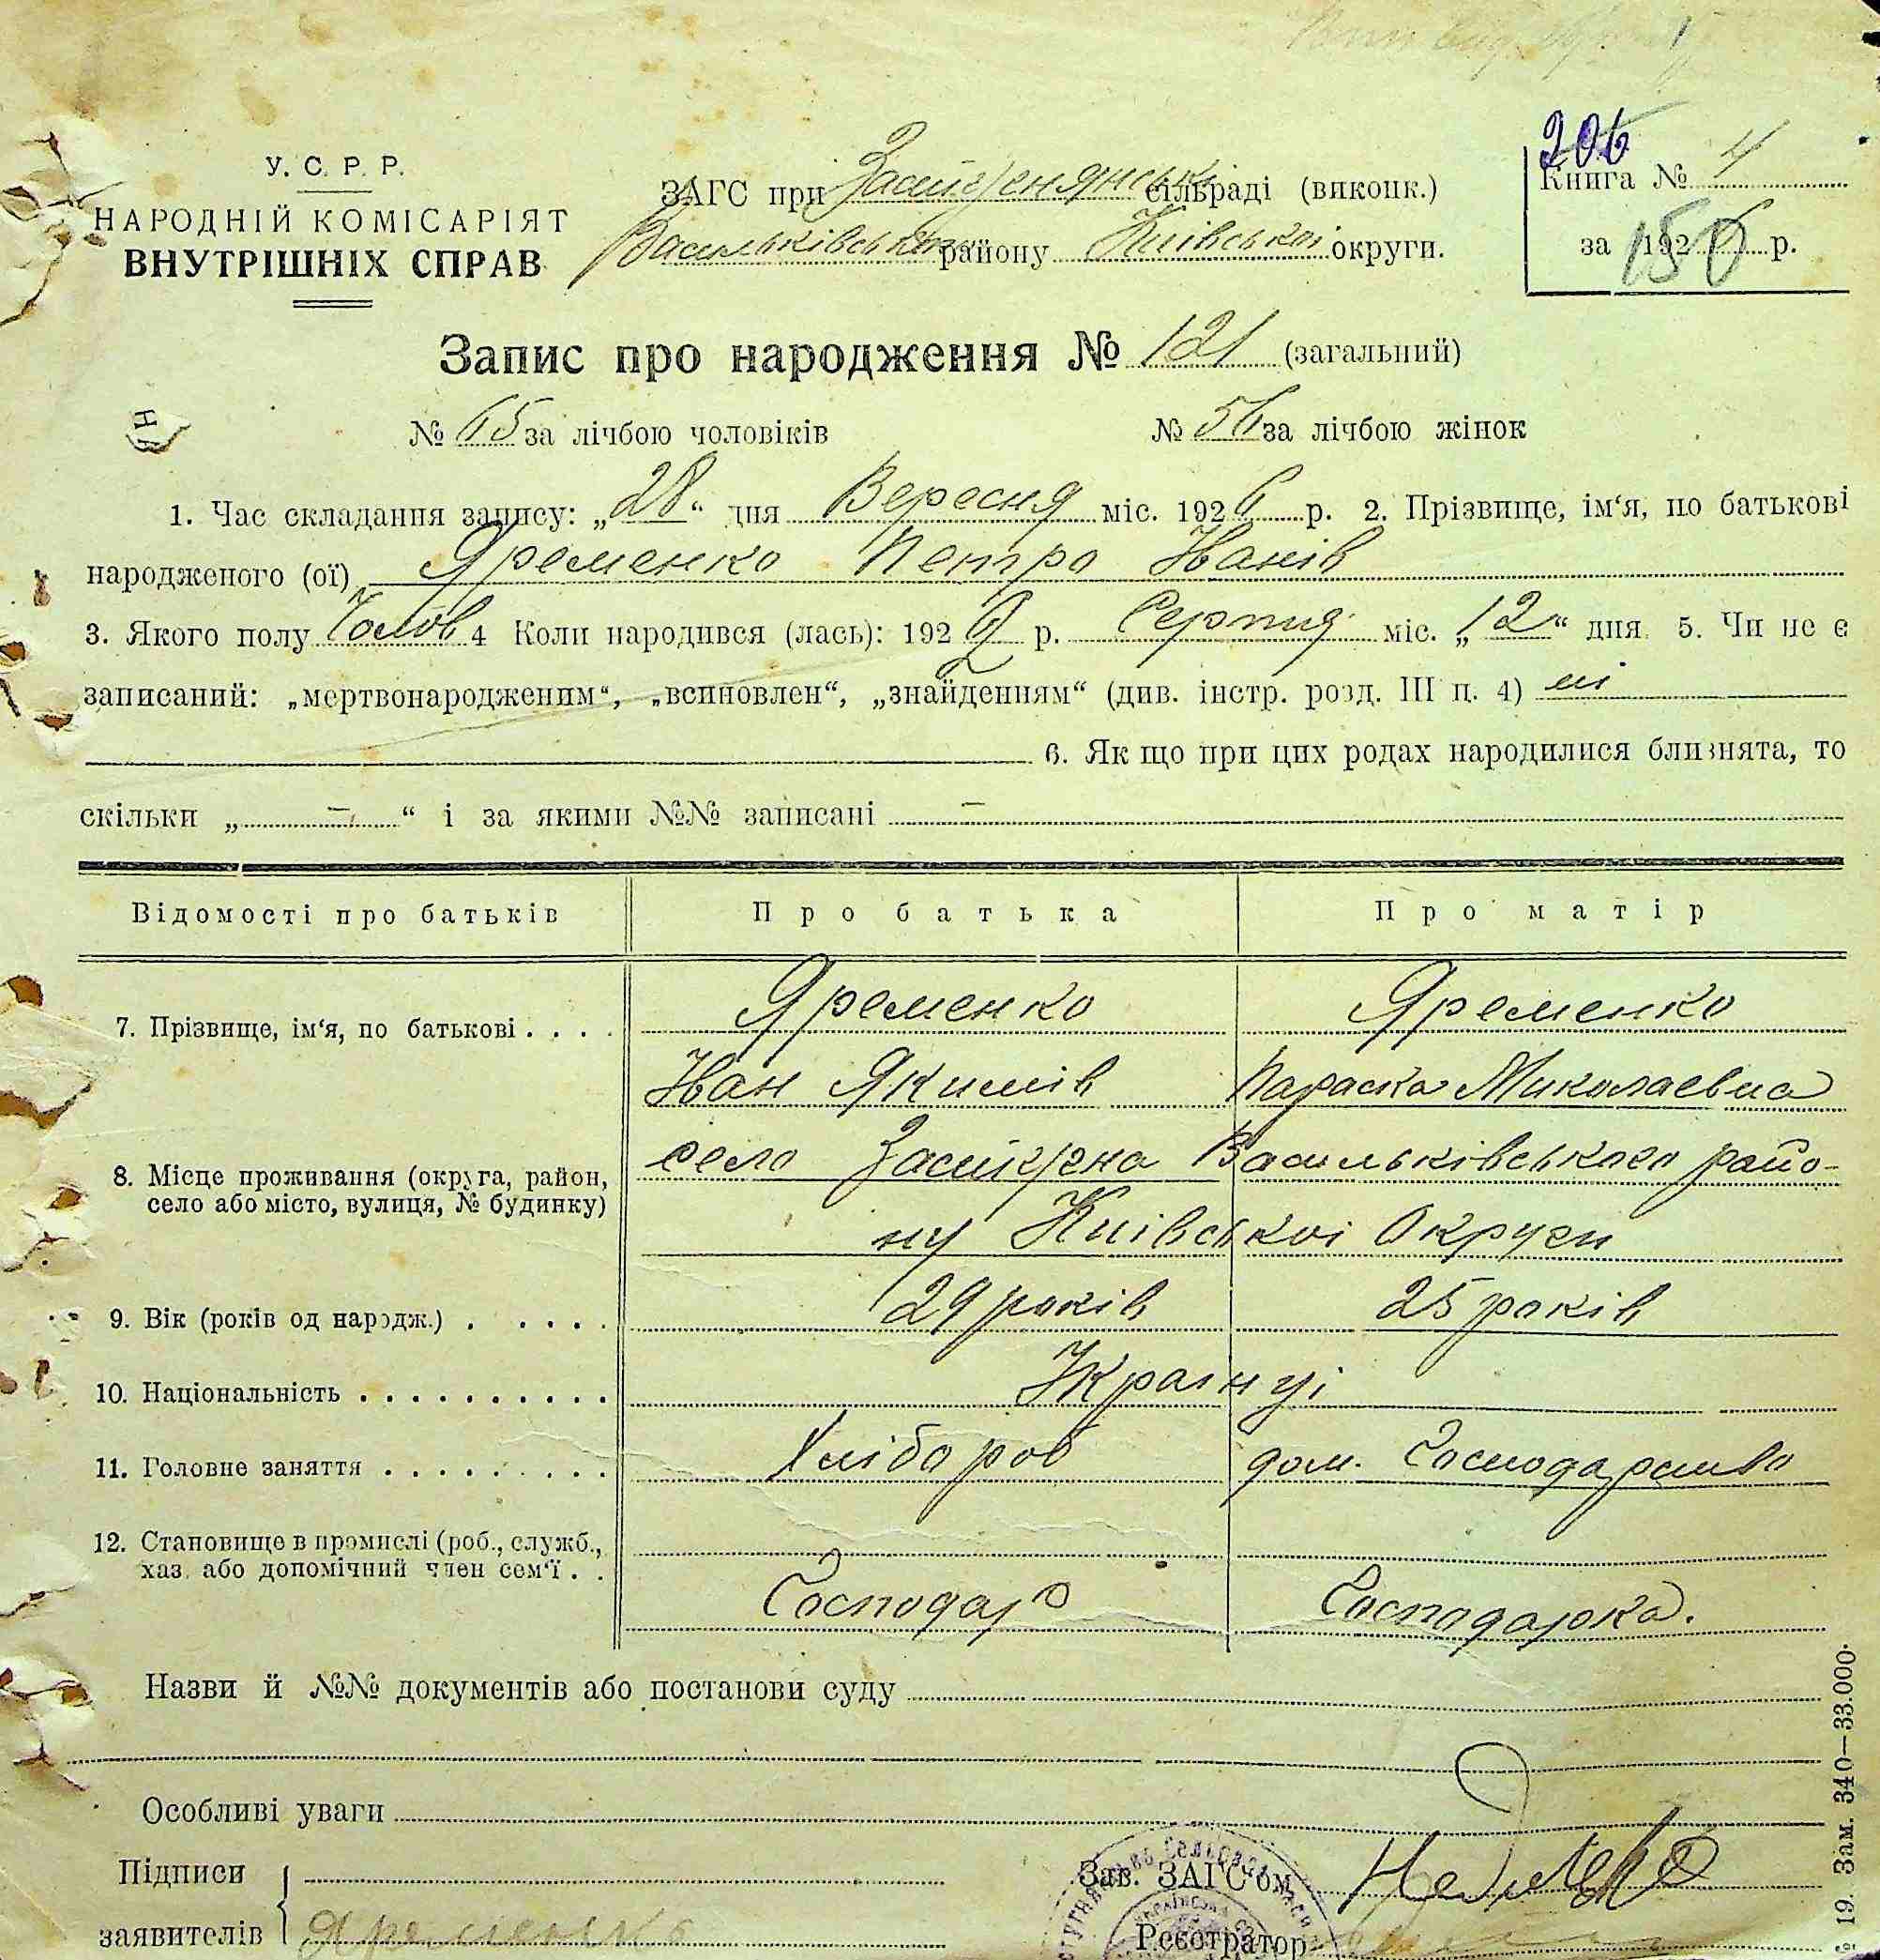 206
У. С. Р. Р.
НАРОДНІЙ КОМІСАРІЯТ
ВНУТРІШНІХ СПРАВ
ЗАГС при сільраді (виконк.)
Васильківського району Київської округи.
Книга № 4
за 1926 р.
150
Запис про народження № 121 (загальний)
№ 65 за лічбою чоловіків № 56 за лічбою жінок
1. Час складання запису: „28“ дня Вересня міс. 1926 р. 2. Прізвище, ім‘я, по батькові
народженого (ої) Яременко Петро Іванів
3. Якого полу Чолов 4 Коли народився (лась): 192 р. Серпня міс. „12“ дня 5. Чи не є
записаний: „мертвонародженим“, „всиновлен“, „знайденням“ (див. інстр. розд. III п. 4) ні
6. Як що при цих родах народилися близнята, то
скільки „ — “ і за якими №№ записані —
Відомості про батьків Про батька Про матір
7. Прізвище, ім‘я, по батькові . . . . Яременко Яременко
Іван Якимів Параска Миколаевна
8. Місце проживання (округа, район, село або місто, вулиця, № будинку) село Застугна Васильківського райо-
ну Київської Округи
9. Вік (років од народж.) . . . . . 29 років 25 років
10. Національність . . . . . . . . . . Українці
11. Головне заняття . . . . . . . . . Хлібороб дом. Господарство
12. Становище в промислі (роб., служб.,
хаз. або допомічний член сем‘ї . . Господар Господарка.
Назви й №№ документів або постанови суду
Особливі уваги
Підписи
заявителів Яременко
Зав. ЗАГС‘ом
Реєстратор
19. Зам. 340—33.000.